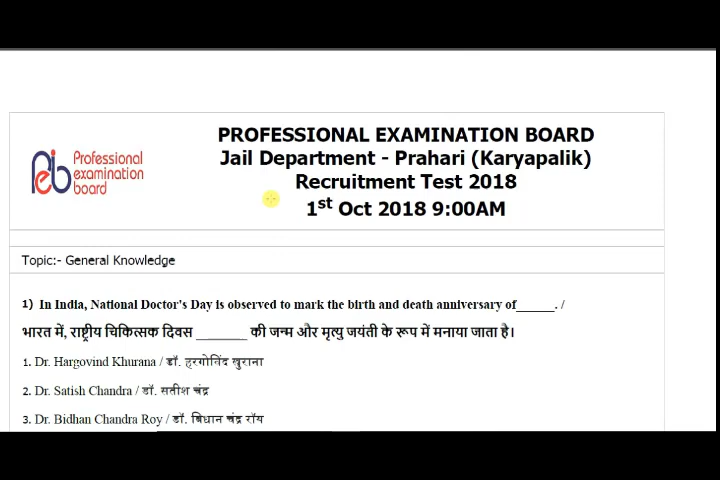 Professional
examination
board
PROFESSIONAL EXAMINATION BOARD
Jail Department - Prahari (Karyapalik)
Recruitment Test 2018
1st Oct 2018 9:00AM
Topic:- General Knowledge
1) In India, National Doctor's Day is observed to mark the birth and death anniversary of______. /
भारत में, राष्ट्रीय चिकित्सक दिवस _______ की जन्म और मृत्यु जयंती के रूप में मनाया जाता है।
1. Dr. Hargovind Khurana / डॉ. हरगोविंद खुराना
2. Dr. Satish Chandra / डॉ. सतीश चंद्र
3. Dr. Bidhan Chandra Roy / डॉ. बिधान चंद्र रॉय